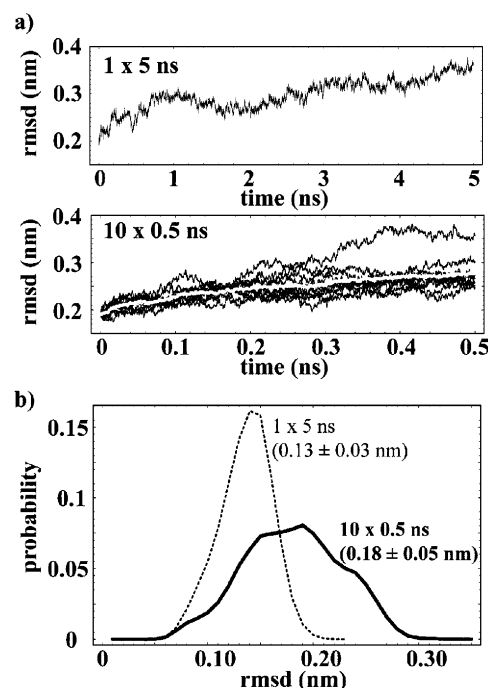 a)
0.4
0.3
0.2
rmsd (nm)
1 x 5 ns
0 1 2 3 4 5
time (ns)
0.4
0.3
0.2
rmsd (nm)
10 x 0.5 ns
0 0.1 0.2 0.3 0.4 0.5
time (ns)
b)
0.15
0.1
0.05
0
probability
1 x 5 ns
(0.13 ± 0.03 nm)
10 x 0.5 ns
(0.18 ± 0.05 nm)
0 0.10 0.20 0.30
rmsd (nm)